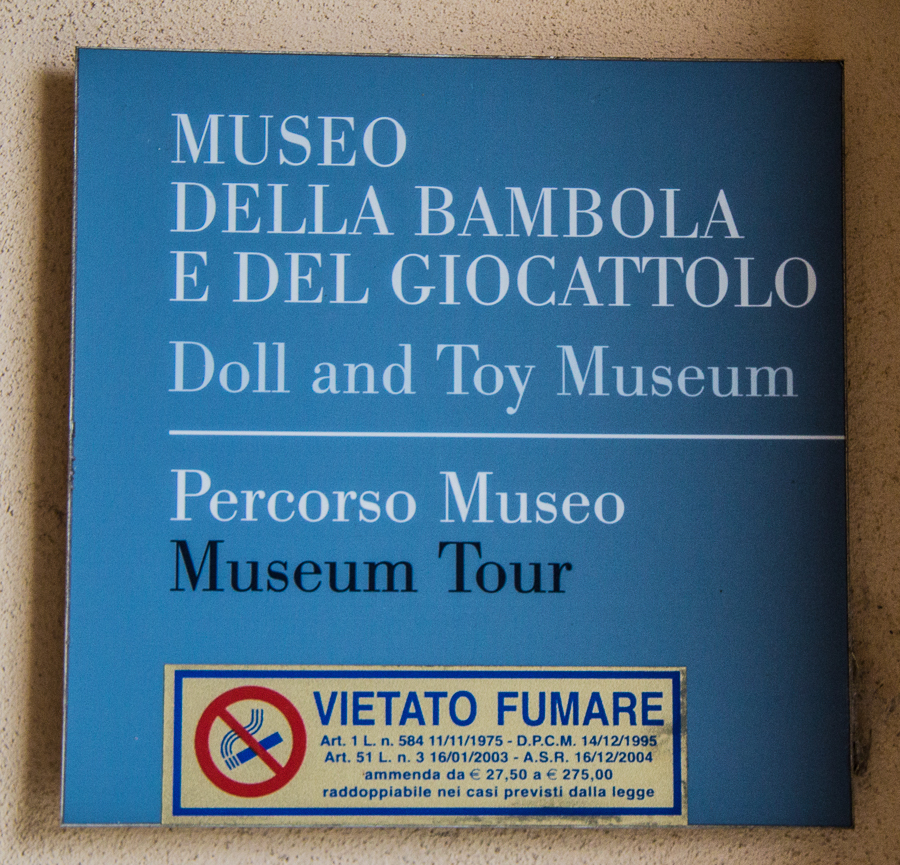 MUSEO
DELLA BAMBOLA
E DEL GIOCATTOLO
Doll and Toy Museum
Percorso Museo
Museum Tour
VIETATO FUMARE
Art. 1 L. n. 584 11/11/1975 - D.P.C.M. 14/12/1995
Art. 51 L. n. 3 16/01/2003 - A.S.R. 16/12/2004
ammenda da € 27,50 a € 275,00
raddoppiabile nei casi previsti dalla legge